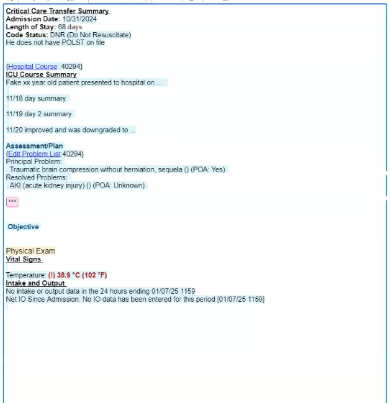 Critical Care Transfer Summary
Admission Date: 10/31/2024
Length of Stay: 68 days
Code Status: DNR (Do Not Resuscitate)
He does not have POLST on file
{Hospital Course :40294}
ICU Course Summary
Fake xx year old patient presented to hospital on ...
11/18 day summary
11/19 day 2 summary
11/20 improved and was downgraded to ...
Assessment/Plan
{Edit Problem List:40294}
Principal Problem:
Traumatic brain compression without herniation, sequela () (POA: Yes)
Resolved Problems:
AKI (acute kidney injury) () (POA: Unknown)
***
Objective
Physical Exam
Vital Signs
Temperature: (!) 38.9 °C (102 °F)
Intake and Output
No intake or output data in the 24 hours ending 01/07/25 1159
Net IO Since Admission: No IO data has been entered for this period [01/07/25 1159]